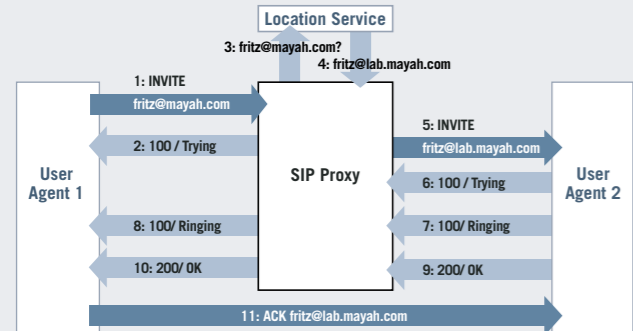 Location Service
3: fritz@mayah.com?
4: fritz@lab.mayah.com
1: INVITE
fritz@mayah.com
2: 100 / Trying
5: INVITE
fritz@lab.mayah.com
User
Agent 1
SIP Proxy
User
Agent 2
6: 100 / Trying
8: 100/ Ringing
7: 100/ Ringing
10: 200/ OK
9: 200/ OK
11: ACK fritz@lab.mayah.com